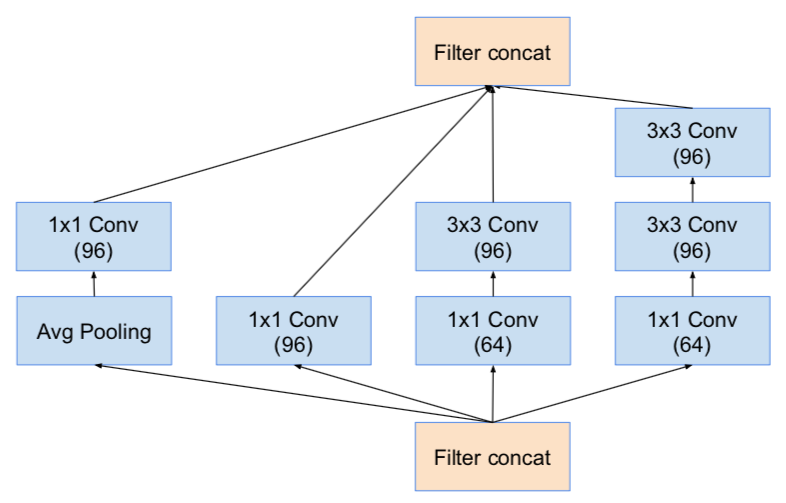 Filter concat
3x3 Conv
(96)
1x1 Conv
(96)
3x3 Conv
(96)
3x3 Conv
(96)
Avg Pooling
1x1 Conv
(96)
1x1 Conv
(64)
1x1 Conv
(64)
Filter concat